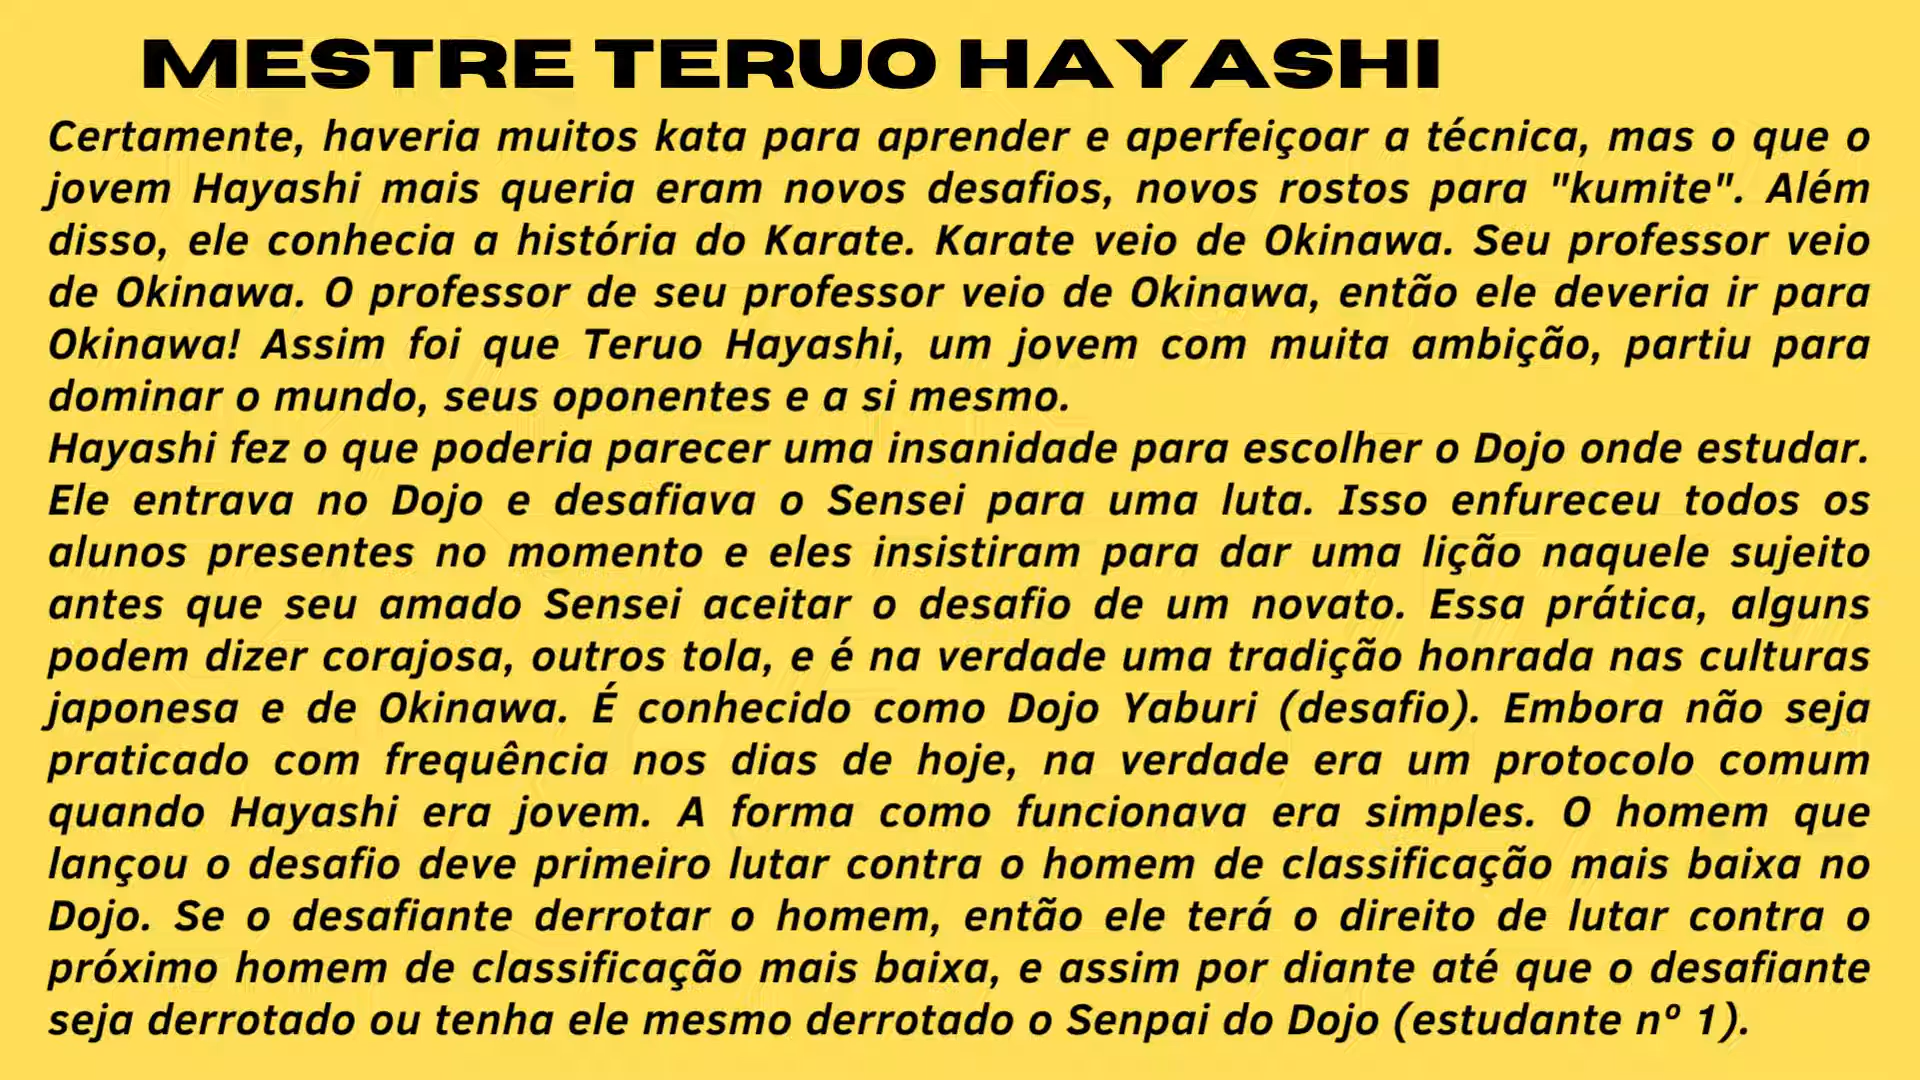 MESTRE TERUO HAYASHI
Certamente, haveria muitos kata para aprender e aperfeiçoar a técnica, mas o que o
jovem Hayashi mais queria eram novos desafios, novos rostos para "kumite". Além
disso, ele conhecia a história do Karate. Karate veio de Okinawa. Seu professor veio
de Okinawa. O professor de seu professor veio de Okinawa, então ele deveria ir para
Okinawa! Assim foi que Teruo Hayashi, um jovem com muita ambição, partiu para
dominar o mundo, seus oponentes e a si mesmo.
Hayashi fez o que poderia parecer uma insanidade para escolher o Dojo onde estudar.
Ele entrava no Dojo e desafiava o Sensei para uma luta. Isso enfureceu todos os
alunos presentes no momento e eles insistiram para dar uma lição naquele sujeito
antes que seu amado Sensei aceitar o desafio de um novato. Essa prática, alguns
podem dizer corajosa, outros tola, e é na verdade uma tradição honrada nas culturas
japonesa e de Okinawa. É conhecido como Dojo Yaburi (desafio). Embora não seja
praticado com frequência nos dias de hoje, na verdade era um protocolo comum
quando Hayashi era jovem. A forma como funcionava era simples. O homem que
lançou o desafio deve primeiro lutar contra o homem de classificação mais baixa no
Dojo. Se o desafiante derrotar o homem, então ele terá o direito de lutar contra o
próximo homem de classificação mais baixa, e assim por diante até que o desafiante
seja derrotado ou tenha ele mesmo derrotado o Senpai do Dojo (estudante nº 1).